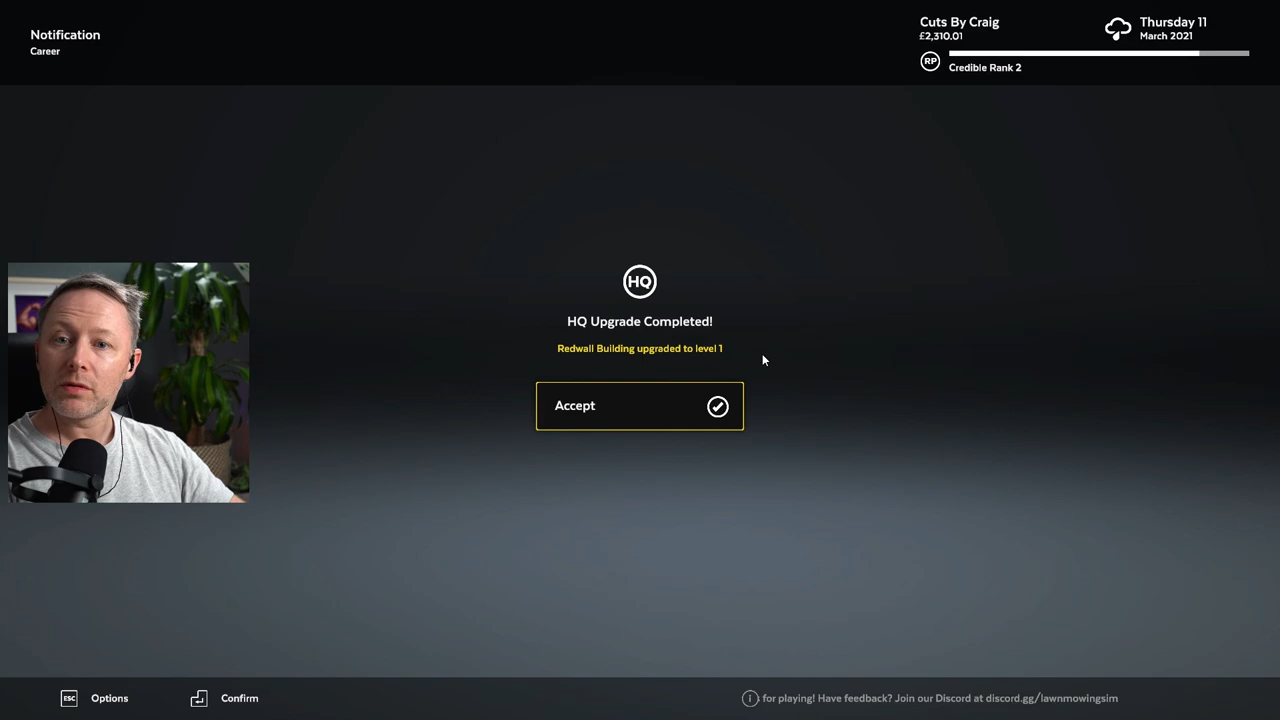 Notification
Career
Cuts By Craig
£2,310.01
Thursday 11
March 2021
RP
Credible Rank 2
HQ
HQ Upgrade Completed!
Redwall Building upgraded to level 1
Accept
ESC Options
Confirm
for playing! Have feedback? Join our Discord at discord.gg/lawnmowingsim